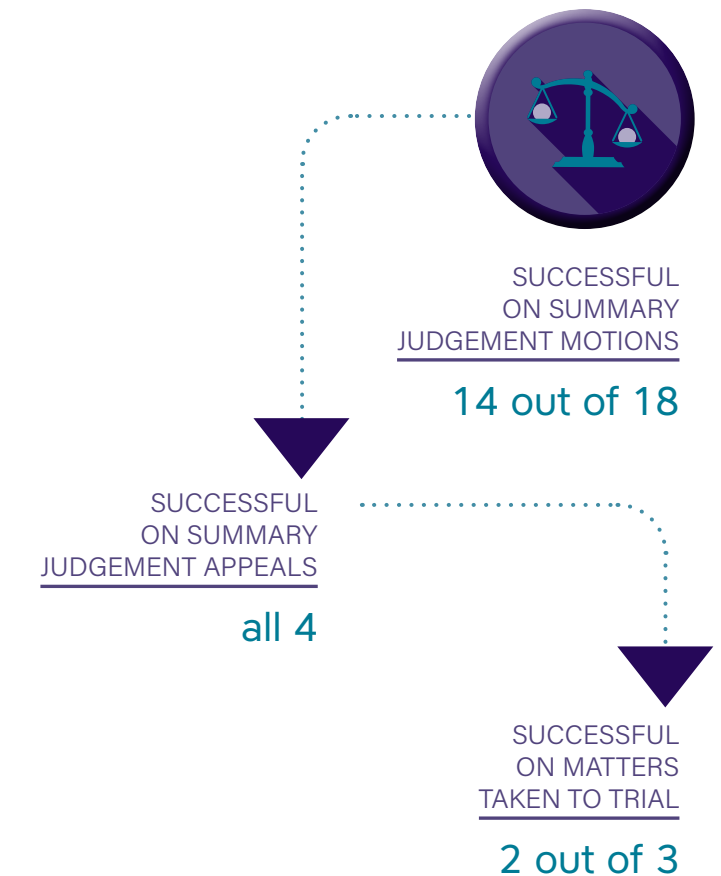 SUCCESSFUL
ON SUMMARY
JUDGEMENT MOTIONS
14 out of 18
SUCCESSFUL
ON SUMMARY
JUDGEMENT APPEALS
all 4
SUCCESSFUL
ON MATTERS
TAKEN TO TRIAL
2 out of 3